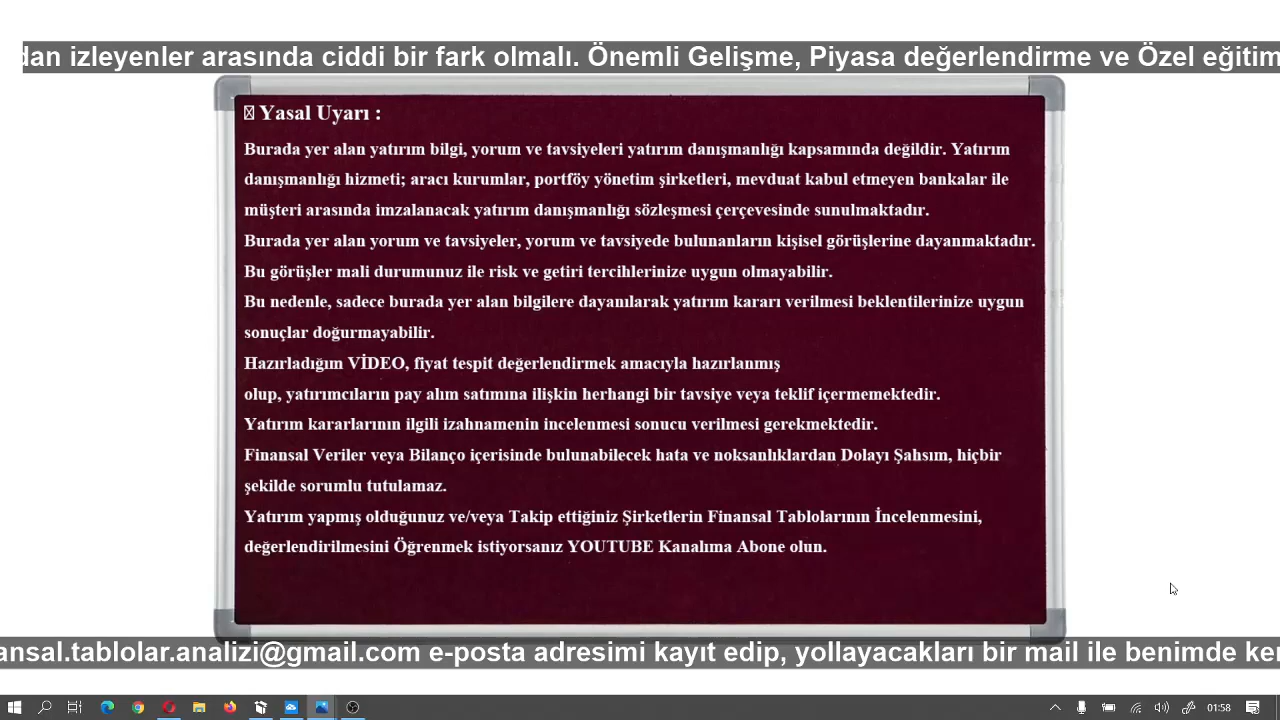 dan izleyenler arasında ciddi bir fark olmalı. Önemli Gelişme, Piyasa değerlendirme ve Özel eğitim
Yasal Uyarı :
Burada yer alan yatırım bilgi, yorum ve tavsiyeleri yatırım danışmanlığı kapsamında değildir. Yatırım
danışmanlığı hizmeti; aracı kurumlar, portföy yönetim şirketleri, mevduat kabul etmeyen bankalar ile
müşteri arasında imzalanacak yatırım danışmanlığı sözleşmesi çerçevesinde sunulmaktadır.
Burada yer alan yorum ve tavsiyeler, yorum ve tavsiyede bulunanların kişisel görüşlerine dayanmaktadır.
Bu görüşler mali durumunuz ile risk ve getiri tercihlerinize uygun olmayabilir.
Bu nedenle, sadece burada yer alan bilgilere dayanılarak yatırım kararı verilmesi beklentilerinize uygun
sonuçlar doğurmayabilir.
Hazırladığım VİDEO, fiyat tespit değerlendirmek amacıyla hazırlanmış
olup, yatırımcıların pay alım satımına ilişkin herhangi bir tavsiye veya teklif içermemektedir.
Yatırım kararlarının ilgili izahnamenin incelenmesi sonucu verilmesi gerekmektedir.
Finansal Veriler veya Bilanço içerisinde bulunabilecek hata ve noksanlıklardan Dolayı Şahsım, hiçbir
şekilde sorumlu tutulamaz.
Yatırım yapmış olduğunuz ve/veya Takip ettiğiniz Şirketlerin Finansal Tablolarının İncelenmesini,
değerlendirilmesini Öğrenmek istiyorsanız YOUTUBE Kanalıma Abone olun.
ansal.tablolar.analizi@gmail.com e-posta adresimi kayıt edip, yollayacakları bir mail ile benimde ke
01:58